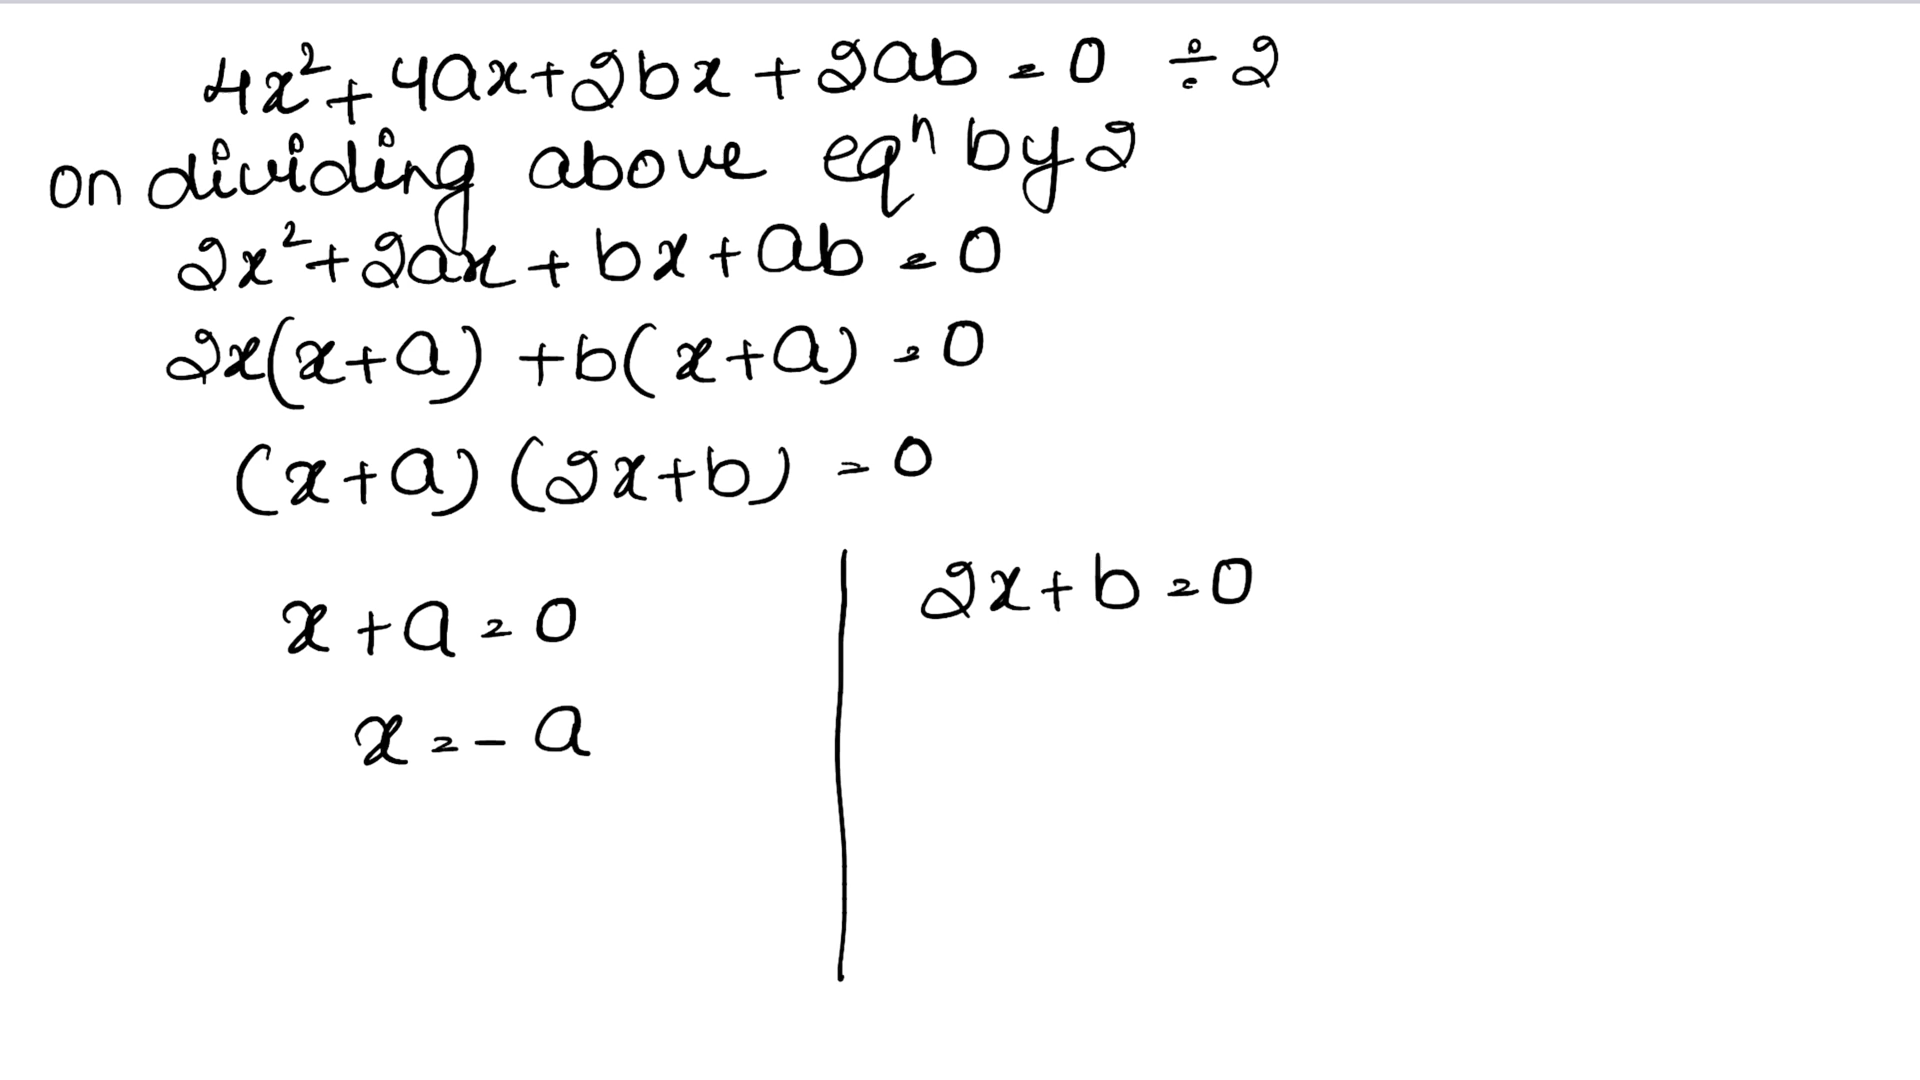 4x²+4ax+2bx+2ab=0 ÷2
on dividing above eqⁿ by 2
2x²+2ax+bx+ab=0
2x(x+a)+b(x+a)=0
(x+a)(2x+b)=0
x+a=0
x=-a
2x+b=0